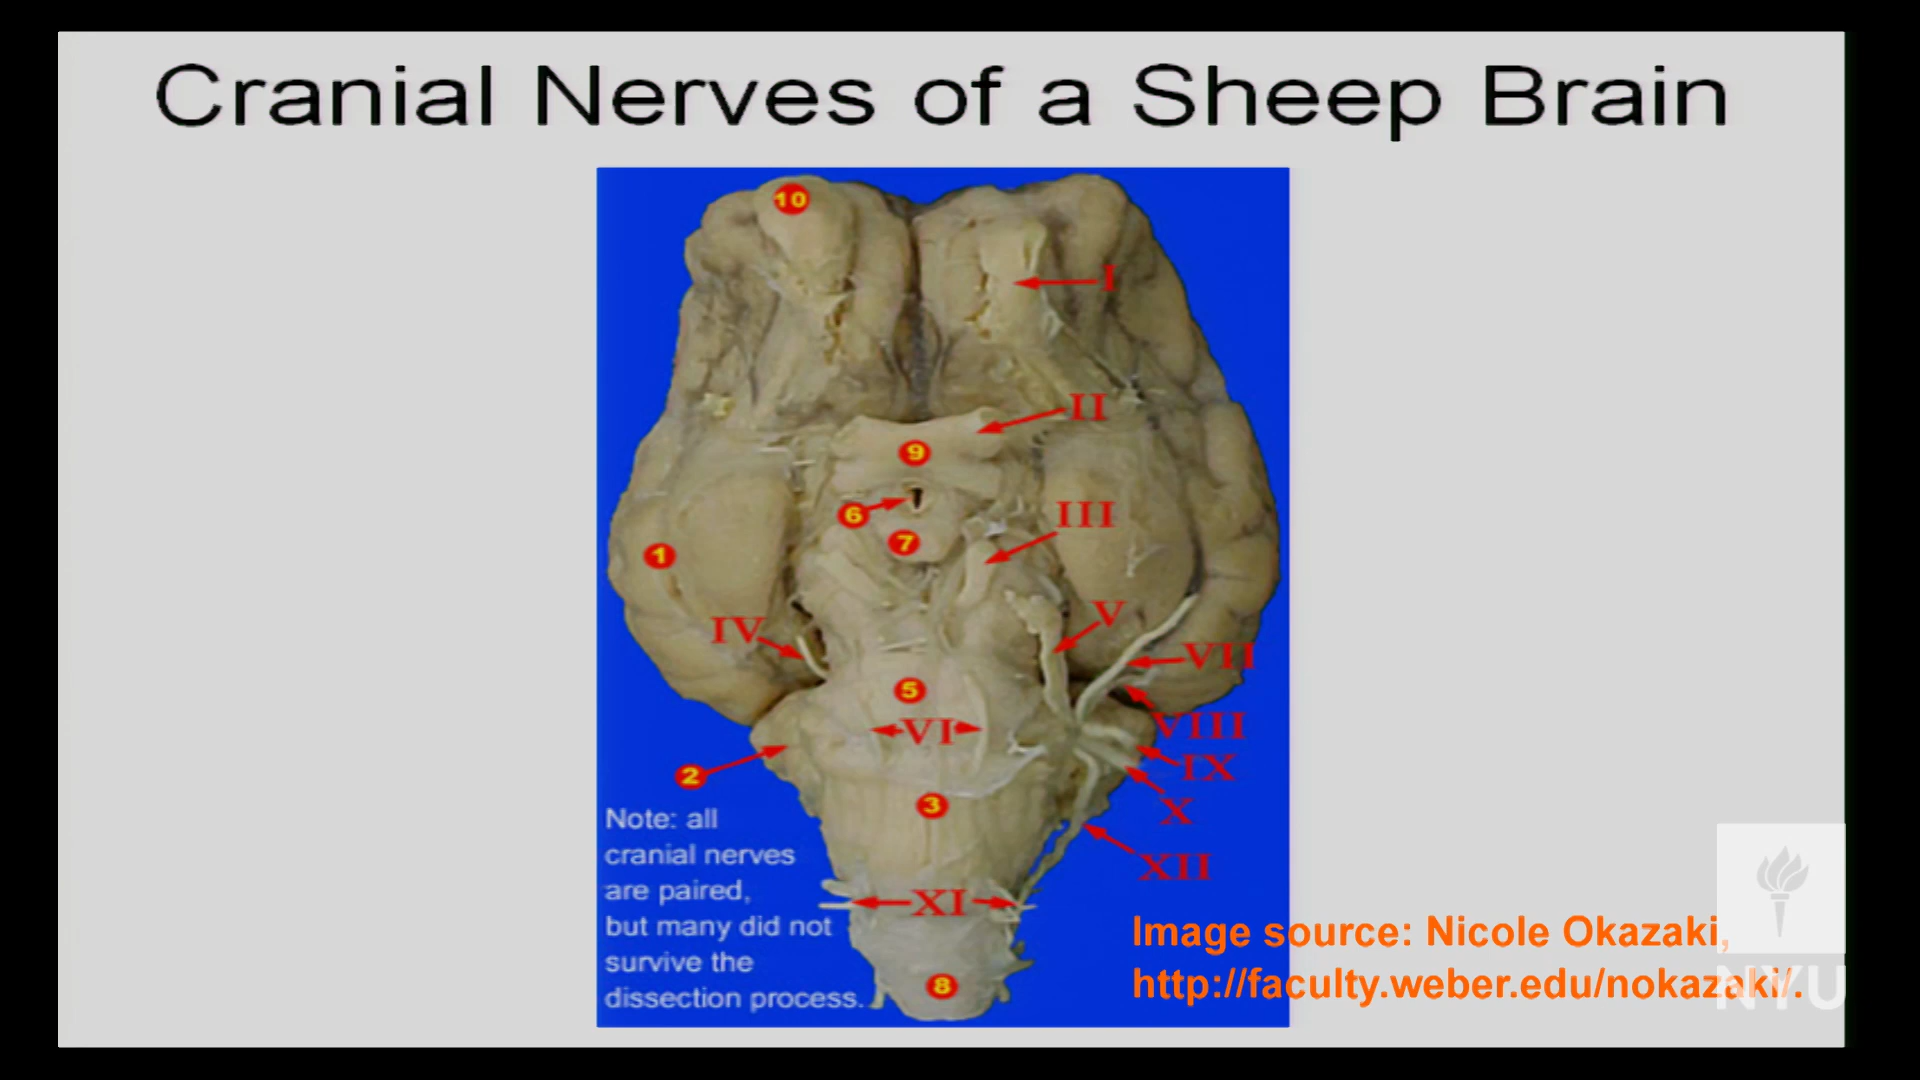 Cranial Nerves of a Sheep Brain
10
I
II
9
6
III
7
1
IV
V
VII
5
VI
VIII
2
IX
3
X
XII
XI
8
Note: all
cranial nerves
are paired,
but many did not
survive the
dissection process.
Image source: Nicole Okazaki,
http://faculty.weber.edu/nokazaki/.
NYU